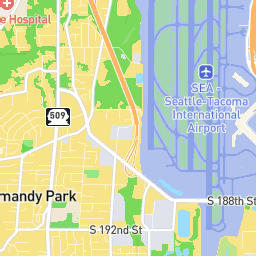 e Hospital
SEA -
Seattle-Tacoma
International
Airport
509
mandy Park
S 188th St
S 192nd St